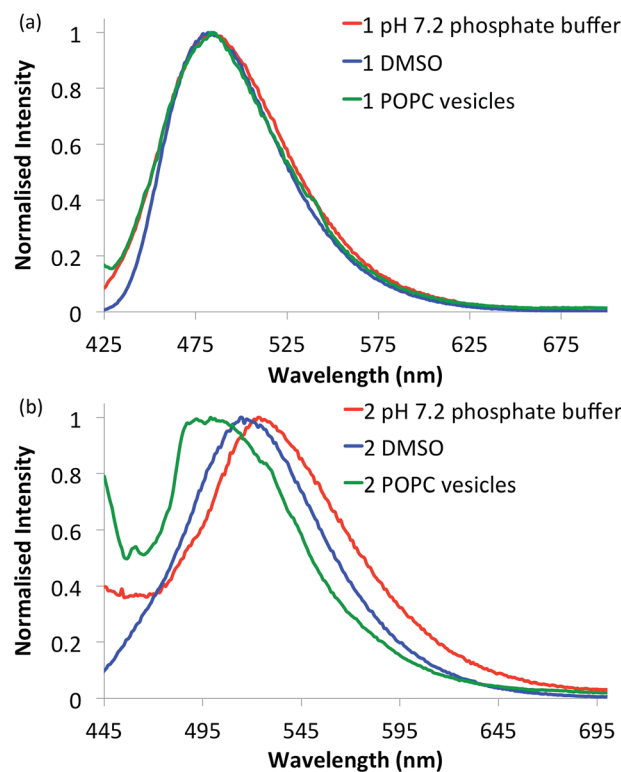 (a)
1 pH 7.2 phosphate buffer
1 DMSO
1 POPC vesicles
Normalised Intensity
1
0.8
0.6
0.4
0.2
0
425 475 525 575 625 675
Wavelength (nm)
(b)
2 pH 7.2 phosphate buffer
2 DMSO
2 POPC vesicles
Normalised Intensity
1
0.8
0.6
0.4
0.2
0
445 495 545 595 645 695
Wavelength (nm)